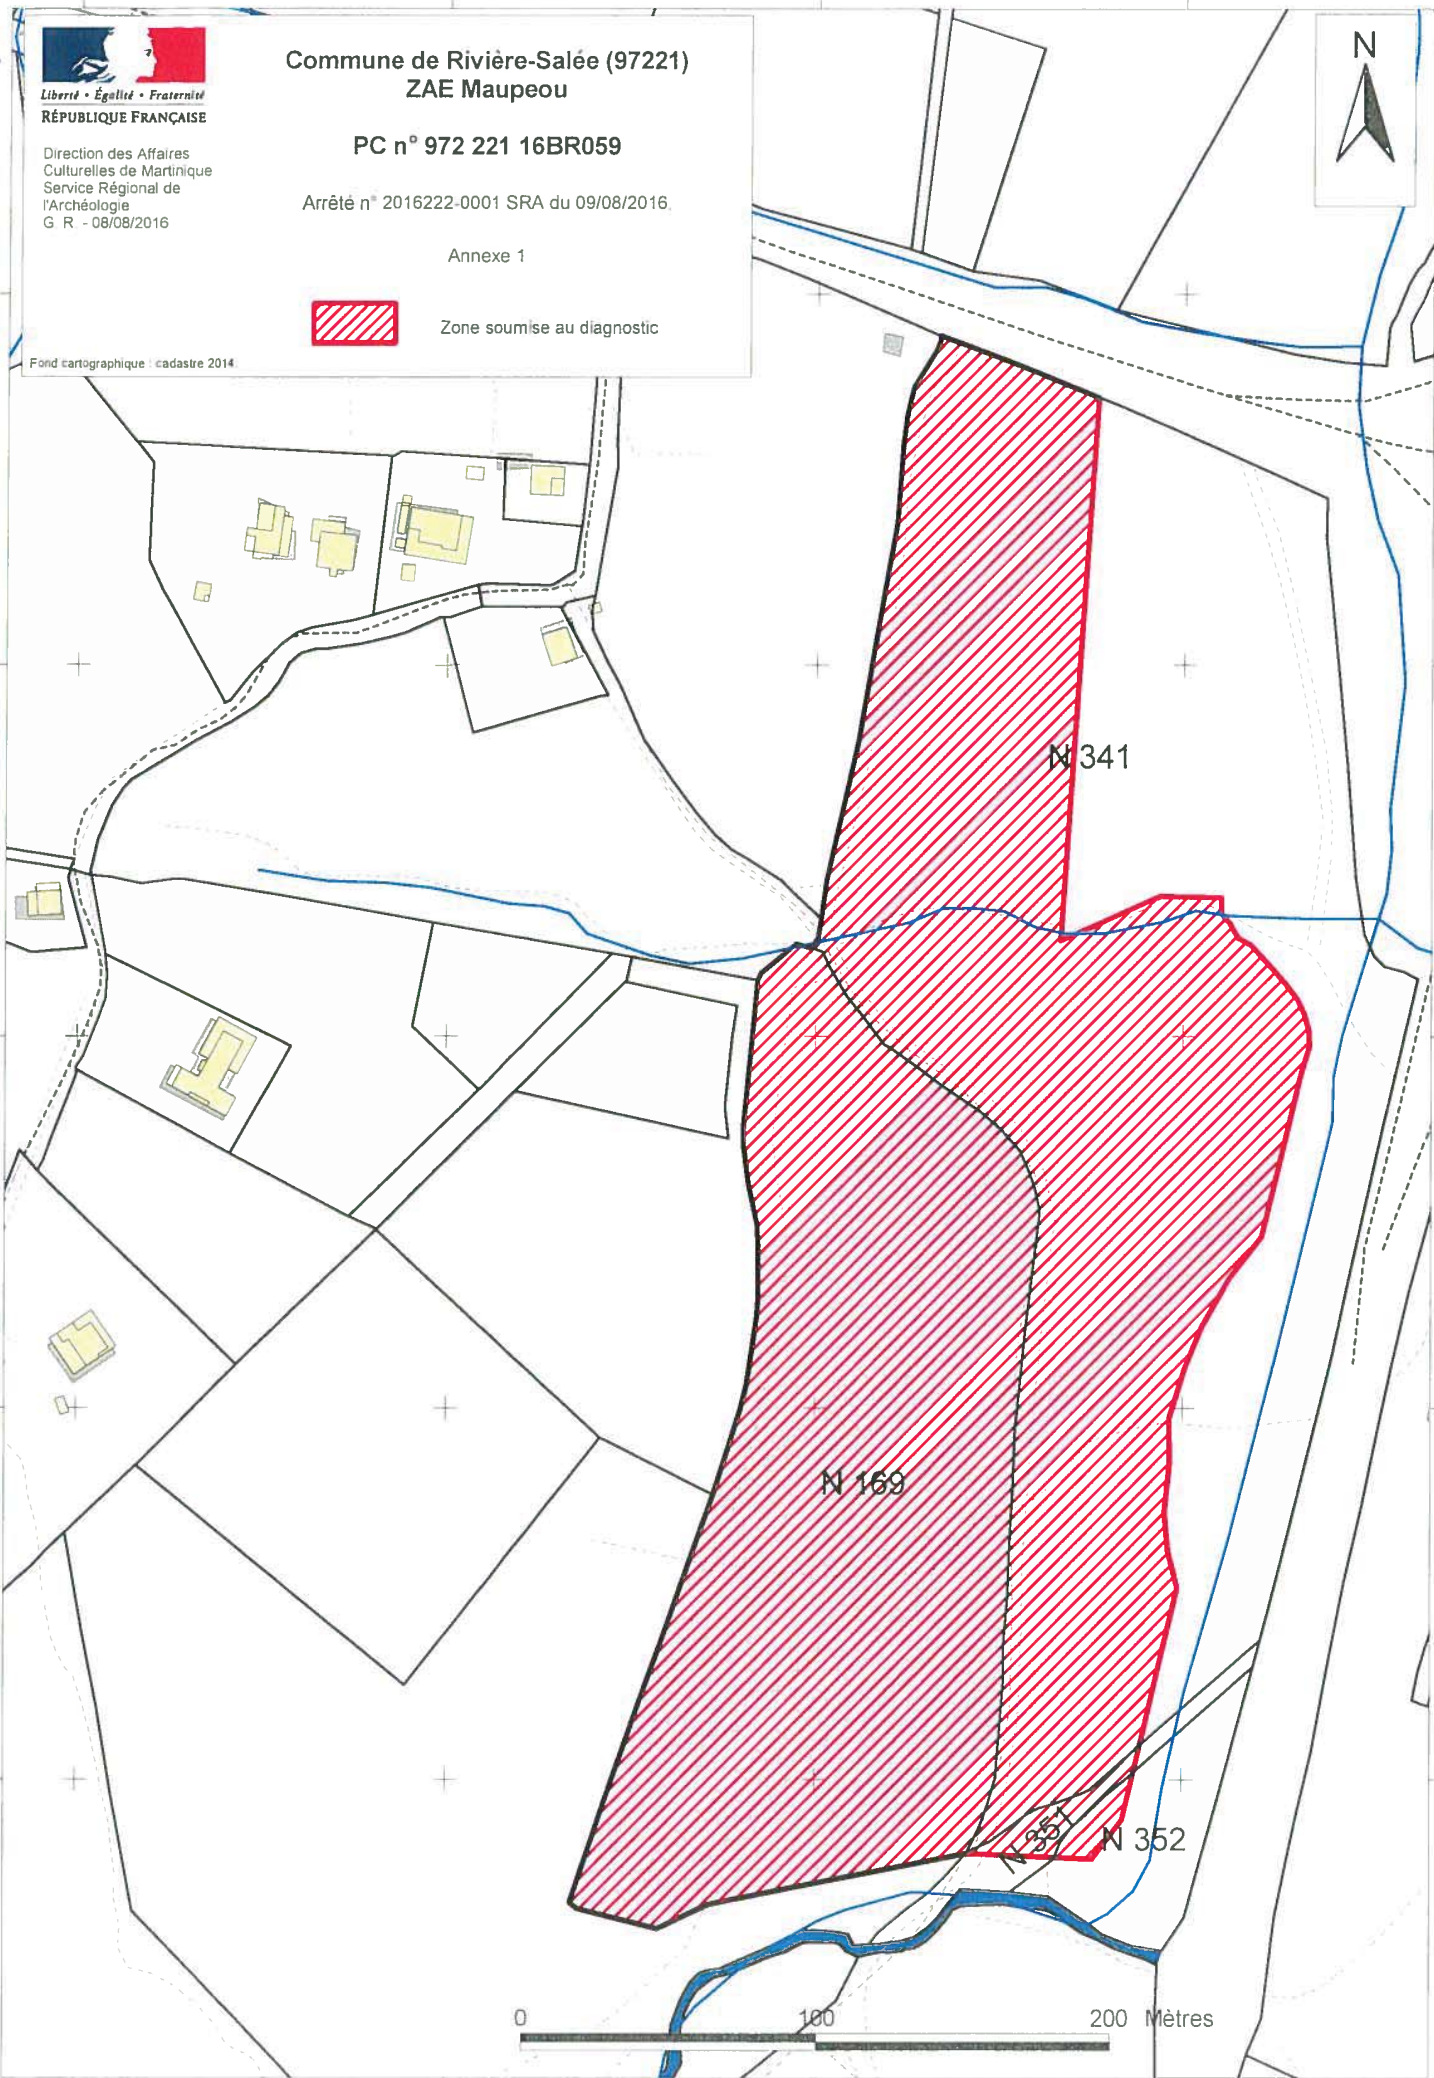 Liberté • Égalité • Fraternité
RÉPUBLIQUE FRANÇAISE
Direction des Affaires
Culturelles de Martinique
Service Régional de
l'Archéologie
G. R. - 08/08/2016
Commune de Rivière-Salée (97221)
ZAE Maupeou
PC n° 972 221 16BR059
Arrêté n° 2016222-0001 SRA du 09/08/2016.
Annexe 1
Zone soumise au diagnostic
Fond cartographique : cadastre 2014
N
N 341
N 169
N 351
N 352
0 100 200 Mètres